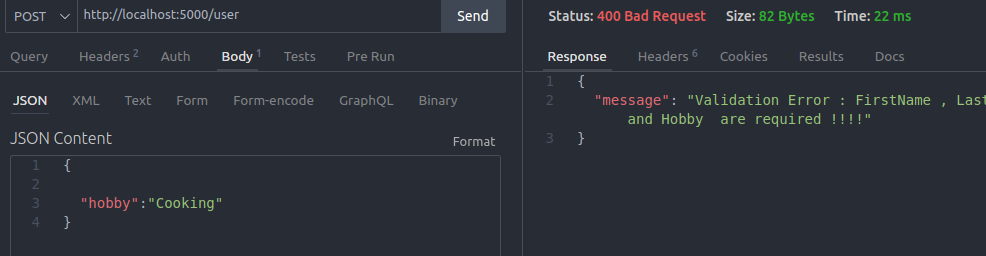 POST http://localhost:5000/user Send
Query Headers 2 Auth Body 1 Tests Pre Run
JSON XML Text Form Form-encode GraphQL Binary
JSON Content Format
1 {
2
3 "hobby":"Cooking"
4 }
Status: 400 Bad Request Size: 82 Bytes Time: 22 ms
Response Headers 6 Cookies Results Docs
1 {
2 "message": "Validation Error : FirstName , Last
and Hobby  are required !!!!"
3 }